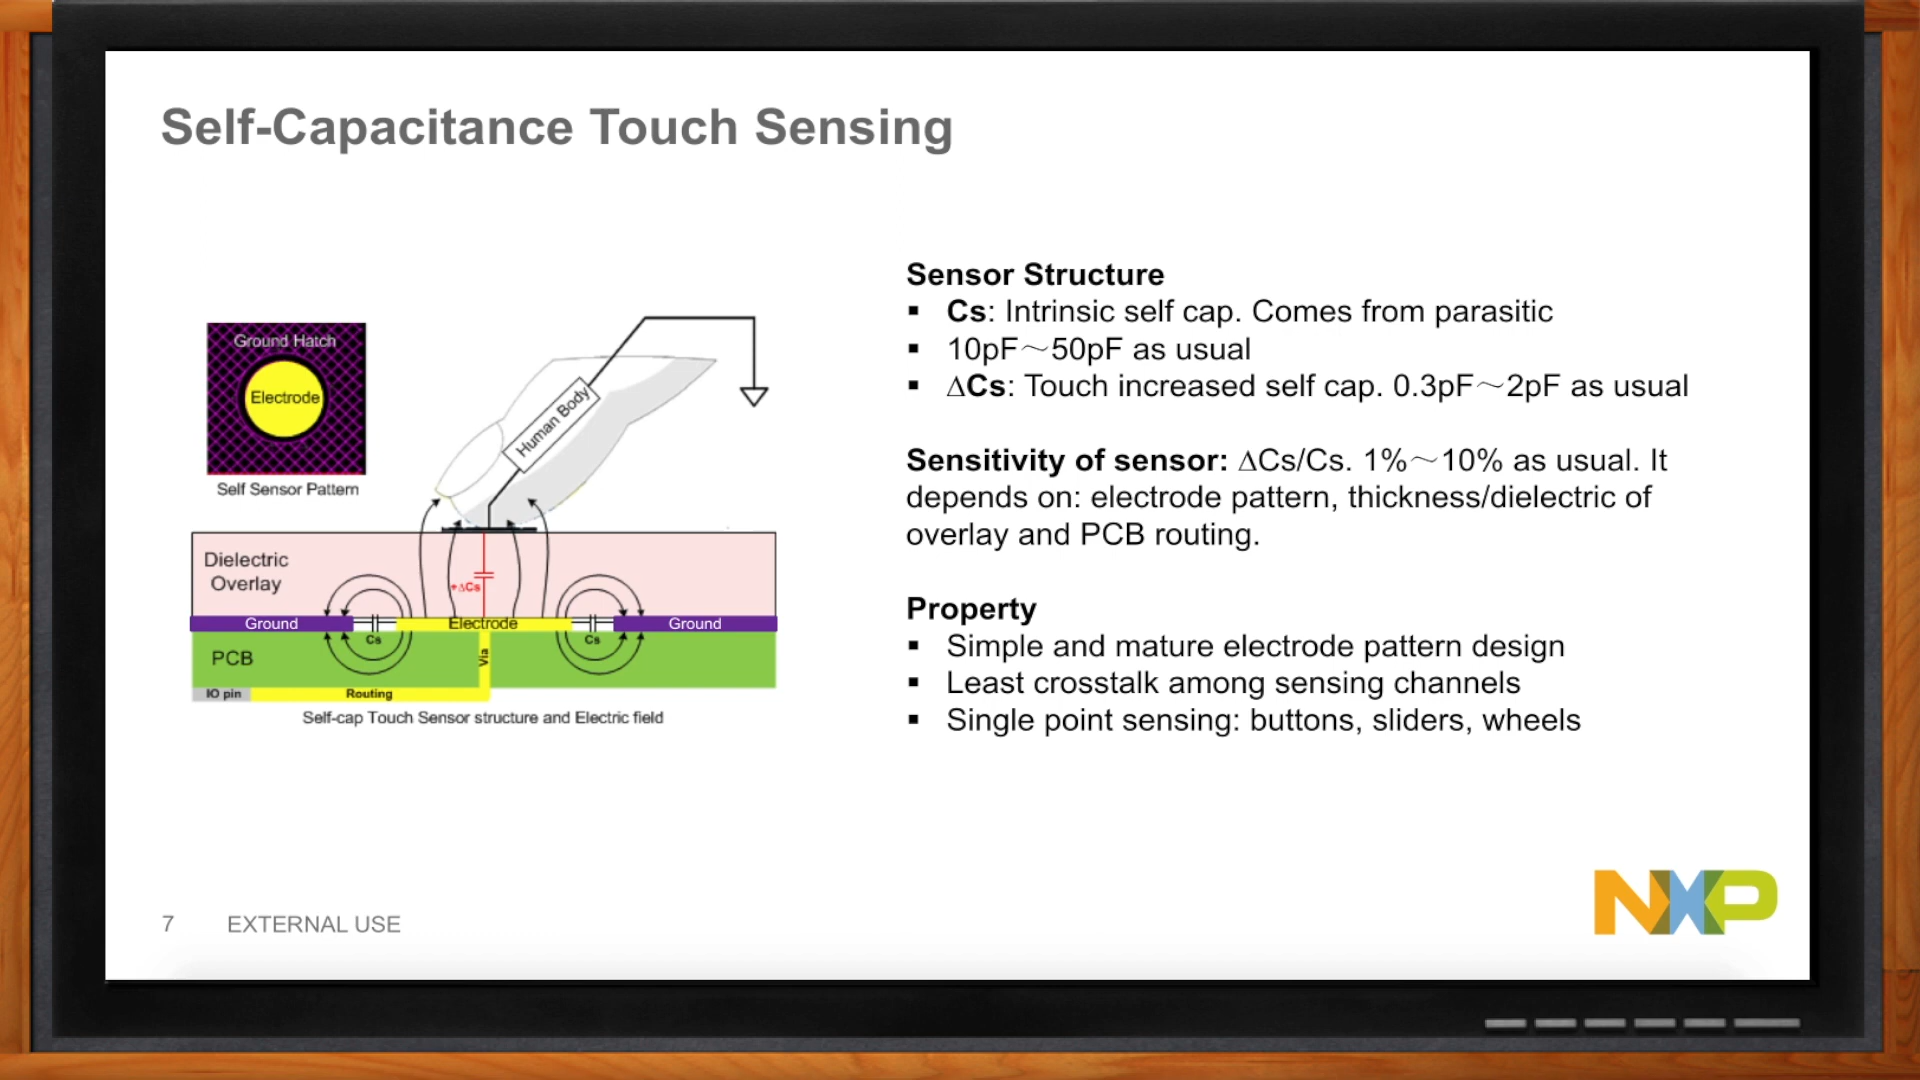 Self-Capacitance Touch Sensing
Ground Hatch
Electrode
Self Sensor Pattern
Human Body
Dielectric
Overlay
+∆Cs
Ground
Electrode
Ground
Cs
Cs
PCB
Via
IO pin
Routing
Self-cap Touch Sensor structure and Electric field
Sensor Structure
▪ Cs: Intrinsic self cap. Comes from parasitic
▪ 10pF～50pF as usual
▪ ∆Cs: Touch increased self cap. 0.3pF～2pF as usual
Sensitivity of sensor: ∆Cs/Cs. 1%～10% as usual. It
depends on: electrode pattern, thickness/dielectric of
overlay and PCB routing.
Property
▪ Simple and mature electrode pattern design
▪ Least crosstalk among sensing channels
▪ Single point sensing: buttons, sliders, wheels
7 EXTERNAL USE
NXP